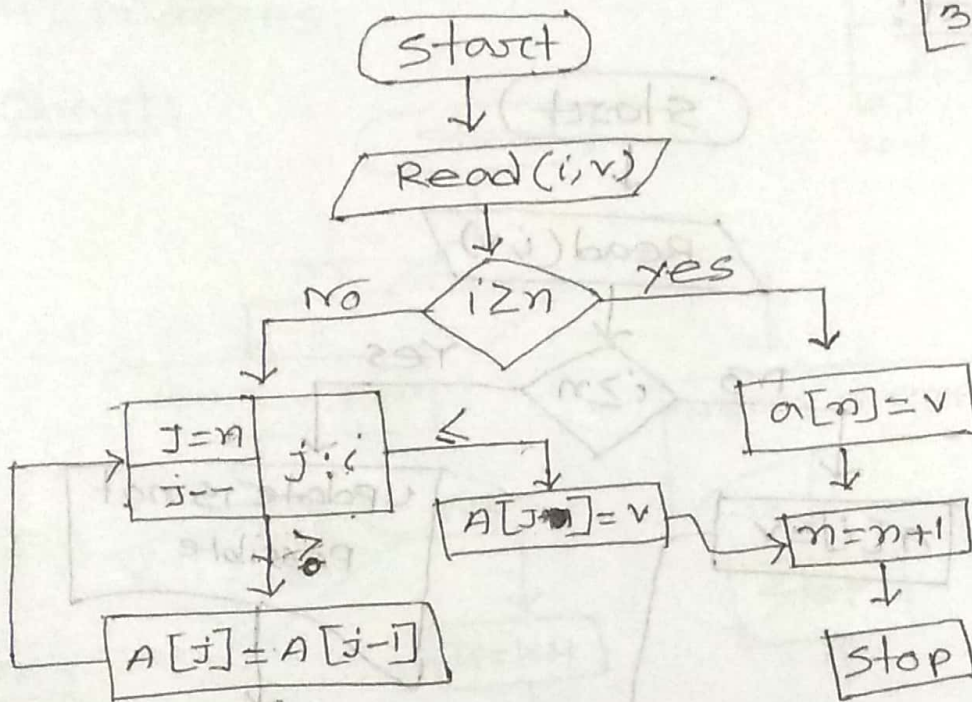 3
Start
Read (i, v)
i≥n
No
yes
J=n
j--
j:i
≤
>
A[J] = v
a[n] = v
n=n+1
A[j] = A[j-1]
Stop